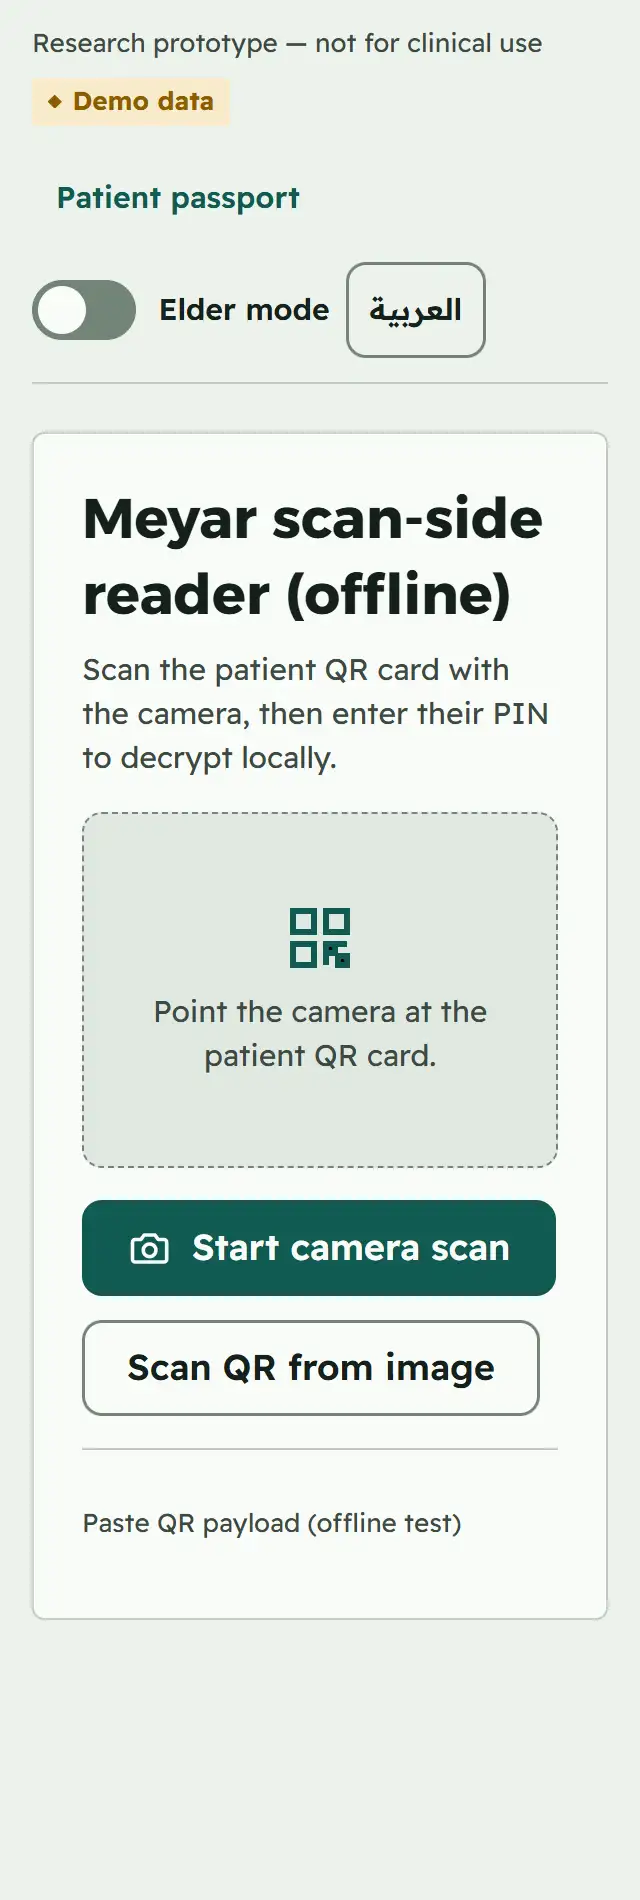 Research prototype — not for clinical use
◆ Demo data
Patient passport
Elder mode
العربية
Meyar scan-side
reader (offline)
Scan the patient QR card with
the camera, then enter their PIN
to decrypt locally.
Point the camera at the
patient QR card.
Start camera scan
Scan QR from image
Paste QR payload (offline test)